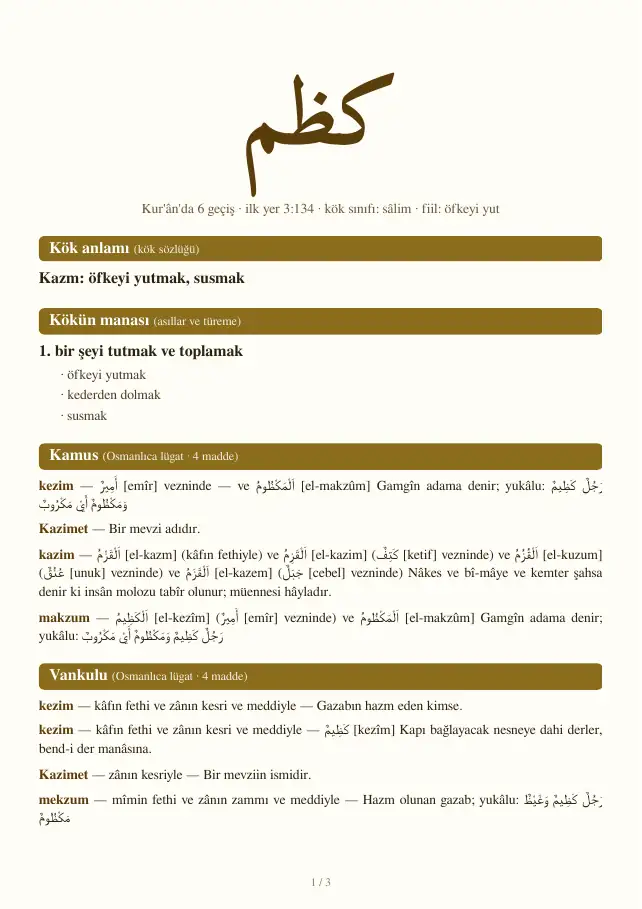 كظم
Kur'ân'da 6 geçiş · ilk yer 3:134 · kök sınıfı: sâlim · fiil: öfkeyi yut
Kök anlamı (kök sözlüğü)
Kazm: öfkeyi yutmak, susmak
Kökün manası (asıllar ve türeme)
1. bir şeyi tutmak ve toplamak
· öfkeyi yutmak
· kederden dolmak
· susmak
Kamus (Osmanlıca lügat · 4 madde)
kezim — أَمِيرٌ [emîr] vezninde — ve اَلْمَكْظُومُ [el-makzûm] Gamgîn adama denir; yukâlu: رَجُلٌ كَظِيمٌ
وَمَكْظُومٌ أَيْ مَكْرُوبٌ
Kazimet — Bir mevzi adıdır.
kazim — اَلْقَزْمُ [el-kazm] (kâfın fethiyle) ve اَلْقَزِمُ [el-kazim] (كَتِفٌ [ketif] vezninde) ve اَلْقُزُمُ [el-kuzum]
(عُنُقٌ [unuk] vezninde) ve اَلْقَزَمُ [el-kazem] (جَبَلٌ [cebel] vezninde) Nâkes ve bî-mâye ve kemter şahsa
denir ki insân molozu tabîr olunur; müennesi hâyladır.
makzum — اَلْكَظِيمُ [el-kezîm] (أَمِيرٌ [emîr] vezninde) ve اَلْمَكْظُومُ [el-makzûm] Gamgîn adama denir;
yukâlu: رَجُلٌ كَظِيمٌ وَمَكْظُومٌ أَيْ مَكْرُوبٌ
Vankulu (Osmanlıca lügat · 4 madde)
kezim — kâfın fethi ve zânın kesri ve meddiyle — Gazabın hazm eden kimse.
kezim — kâfın fethi ve zânın kesri ve meddiyle — كَظِيمٌ [kezîm] Kapı bağlayacak nesneye dahi derler,
bend-i der manâsına.
Kazimet — zânın kesriyle — Bir mevziin ismidir.
mekzum — mîmin fethi ve zânın zammı ve meddiyle — Hazm olunan gazab; yukâlu: رَجُلٌ كَظِيمٌ وَغَيْظٌ
مَكْظُومٌ
1 / 3